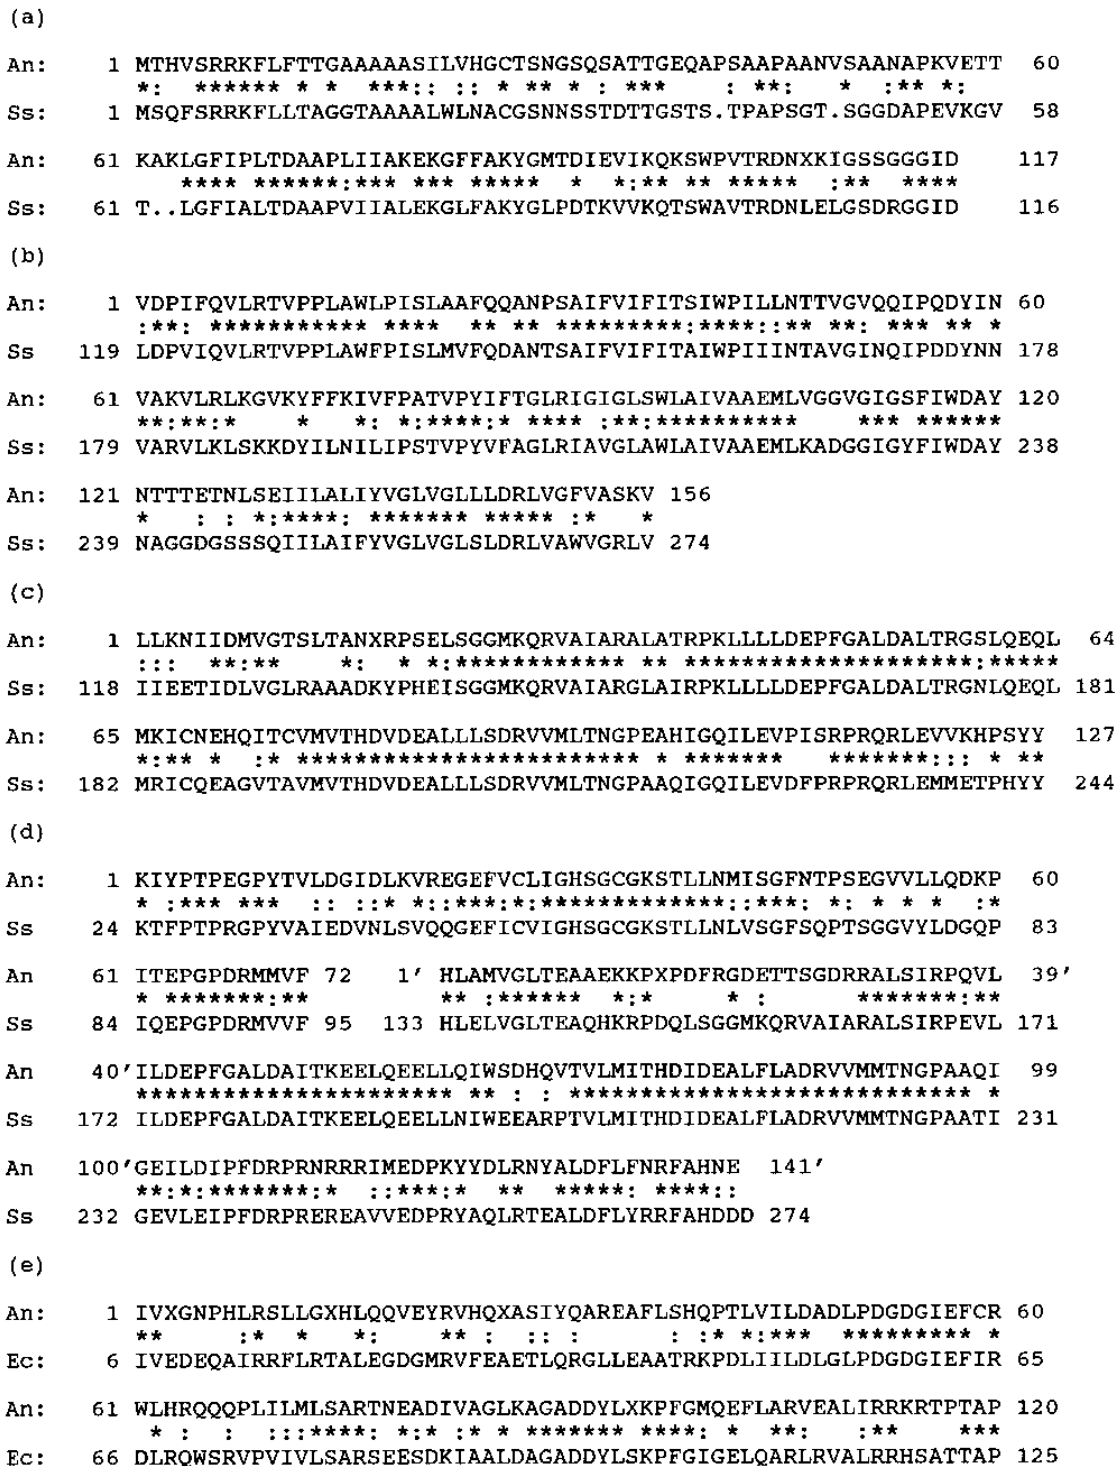 (a)
An: 1 MTHVSRRKFLFTTGAAAAASILVHGCTSNGSQSATTGEQAPSAAPAANVSAANAPKVETT 60
*: ****** * * ***:: :: * ** * : *** : **: * :** *:
Ss: 1 MSQFSRRKFLLTAGGTAAAALWLNACGSNNSSTDTTGSTS.TPAPSGT.SGGDAPEVKGV 58
An: 61 KAKLGFIPLTDAAPLIIAKEKGFFAKYGMTDIEVIKQKSWPVTRDNXKIGSSGGGID 117
**** ******:*** *** ***** * *:** ** ***** :** ****
Ss: 61 T..LGFIALTDAAPVIIALEKGLFAKYGLPDTKVVKQTSWAVTRDNLELGSDRGGID 116
(b)
An: 1 VDPIFQVLRTVPPLAWLPISLAAFQQANPSAIFVIFITSIWPILLNTTVGVQQIPQDYIN 60
:**: *********** **** ** ** *********:****::** **: *** ** *
Ss 119 LDPVIQVLRTVPPLAWFPISLMVFQDANTSAIFVIFITAIWPIIINTAVGINQIPDDYNN 178
An: 61 VAKVLRLKGVKYFFKIVFPATVPYIFTGLRIGIGLSWLAIVAAEMLVGGVGIGSFIWDAY 120
**:**:* * *: *:*****:* **** :**:*********** *** ******
Ss: 179 VARVLKLSKKDYILNILIPSTVPYVFAGLRIAVGLAWLAIVAAEMLKADGGIGYFIWDAY 238
An: 121 NTTTETNLSEIILALIYVGLVGLLLDRLVGFVASKV 156
* : : *:****: ******* ***** :* *
Ss: 239 NAGGDGSSSQIILAIFYVGLVGLSLDRLVAWVGRLV 274
(c)
An: 1 LLKNIIDMVGTSLTANXRPSELSGGMKQRVAIARALATRPKLLLLDEPFGALDALTRGSLQEQL 64
::: **:** *: * *:************ ** ********************:*****
Ss: 118 IIEETIDLVGLRAAADKYPHEISGGMKQRVAIARGLAIRPKLLLLDEPFGALDALTRGNLQEQL 181
An: 65 MKICNEHQITCVMVTHDVDEALLLSDRVVMLTNGPEAHIGQILEVPISRPRQRLEVVKHPSYY 127
*:** * :* ********************** * ******* *******::: * **
Ss: 182 MRICQEAGVTAVMVTHDVDEALLLSDRVVMLTNGPAAQIGQILEVDFPRPRQRLEMMETPHYY 244
(d)
An: 1 KIYPTPEGPYTVLDGIDLKVREGEFVCLIGHSGCGKSTLLNMISGFNTPSEGVVLLQDKP 60
* :*** *** :: ::* *::***:*:************::***: *: * * * :*
Ss 24 KTFPTPRGPYVAIEDVNLSVQQGEFICVIGHSGCGKSTLLNLVSGFSQPTSGGVYLDGQP 83
An 61 ITEPGPDRMMVF 72 1′ HLAMVGLTEAAEKKPXPDFRGDETTSGDRRALSIRPQVL 39′
* *******:** ** :****** *:* * : *******:**
Ss 84 IQEPGPDRMVVF 95 133 HLELVGLTEAQHKRPDQLSGGMKQRVAIARALSIRPEVL 171
An 40′ILDEPFGALDAITKEELQEELLQIWSDHQVTVLMITHDIDEALFLADRVVMMTNGPAAQI 99
********************** ** : : *************************** *
Ss 172 ILDEPFGALDAITKEELQEELLNIWEEARPTVLMITHDIDEALFLADRVVMMTNGPAATI 231
An 100′GEILDIPFDRPRNRRRIMEDPKYYDLRNYALDFLFNRFAHNE 141′
**:*:*******:* ::***:* ** *****: ****::
Ss 232 GEVLEIPFDRPREREAVVEDPRYAQLRTEALDFLYRRFAHDDD 274
(e)
An: 1 IVXGNPHLRSLLGXHLQQVEYRVHQXASIYQAREAFLSHQPTLVILDADLPDGDGIEFCR 60
** :* * *: ** : :: : : :* *:*** ********* *
Ec: 6 IVEDEQAIRRFLRTALEGDGMRVFEAETLQRGLLEAATRKPDLIILDLGLPDGDGIEFIR 65
An: 61 WLHRQQQPLILMLSARTNEADIVAGLKAGADDYLXKPFGMQEFLARVEALIRRKRTPTAP 120
* : : :::****: :*:* :* ******* ****: * **: :** ***
Ec: 66 DLRQWSRVPVIVLSARSEESDKIAALDAGADDYLSKPFGIGELQARLRVALRRHSATTAP 125